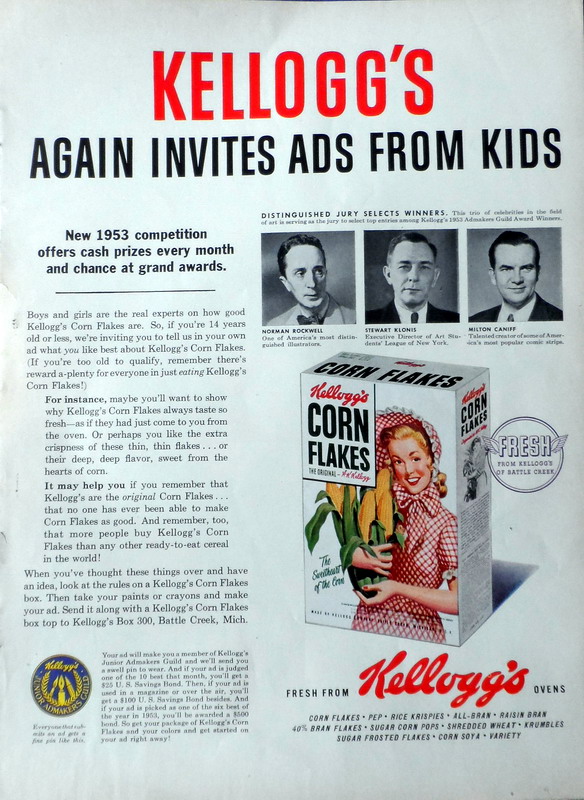 KELLOGG'S
AGAIN INVITES ADS FROM KIDS
New 1953 competition
offers cash prizes every month
and chance at grand awards.
DISTINGUISHED JURY SELECTS WINNERS. This trio of celebrities in the field
of art is serving as the jury to select top entries among Kellogg's 1953 Admakers Guild Award Winners.
NORMAN ROCKWELL
One of America's most distin-
guished illustrators.
STEWART KLONIS
Executive Director of Art Stu-
dents' League of New York.
MILTON CANIFF
Talented creator of some of Amer-
ica's most popular comic strips.
Boys and girls are the real experts on how good
Kellogg's Corn Flakes are. So, if you're 14 years
old or less, we're inviting you to tell us in your own
ad what you like best about Kellogg's Corn Flakes.
(If you're too old to qualify, remember there's
reward a-plenty for everyone in just eating Kellogg's
Corn Flakes!)
For instance, maybe you'll want to show
why Kellogg's Corn Flakes always taste so
fresh—as if they had just come to you from
the oven. Or perhaps you like the extra
crispness of these thin, thin flakes . . . or
their deep, deep flavor, sweet from the
hearts of corn.
It may help you if you remember that
Kellogg's are the original Corn Flakes . . .
that no one has ever been able to make
Corn Flakes as good. And remember, too,
that more people buy Kellogg's Corn
Flakes than any other ready-to-eat cereal
in the world!
When you've thought these things over and have
an idea, look at the rules on a Kellogg's Corn Flakes
box. Then take your paints or crayons and make
your ad. Send it along with a Kellogg's Corn Flakes
box top to Kellogg's Box 300, Battle Creek, Mich.
CORN FLAKES
Kellogg's
CORN
FLAKES
THE ORIGINAL
The
Sweetheart
of the Corn
Kellogg's
CORN
FLAKES
FRESH
FROM KELLOGG'S
OF BATTLE CREEK
Kellogg's
JUNIOR ADMAKERS GUILD
Everyone that sub-
mits an ad gets a
fine pin like this.
Your ad will make you a member of Kellogg's
Junior Admakers Guild and we'll send you
a swell pin to wear. And if your ad is judged
one of the 10 best that month, you'll get a
$25 U. S. Savings Bond. Then, if your ad is
used in a magazine or over the air, you'll
get a $100 U. S. Savings Bond besides. And
if your ad is picked as one of the six best of
the year in 1953, you'll be awarded a $500
bond. So get your package of Kellogg's Corn
Flakes and your colors and get started on
your ad right away!
FRESH FROM Kellogg's OVENS
CORN FLAKES • PEP • RICE KRISPIES • ALL-BRAN • RAISIN BRAN
40% BRAN FLAKES • SUGAR CORN POPS • SHREDDED WHEAT • KRUMBLES
SUGAR FROSTED FLAKES • CORN SOYA • VARIETY